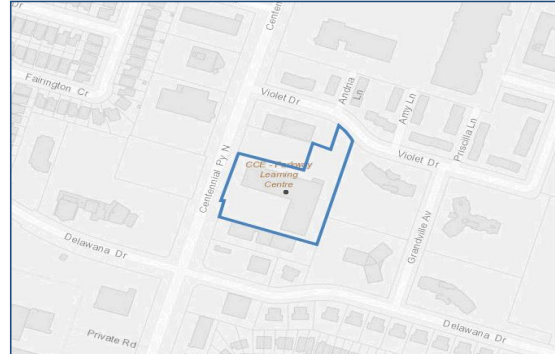 Dr
Fairington Cr
Centennial Py N
Violet Dr
Andria
Ln
Amy Ln
Priscilla Ln
Violet Dr
CCE - Parkway
Learning
Centre
Grandville Av
Delawana Dr
Delawana Dr
Private Rd